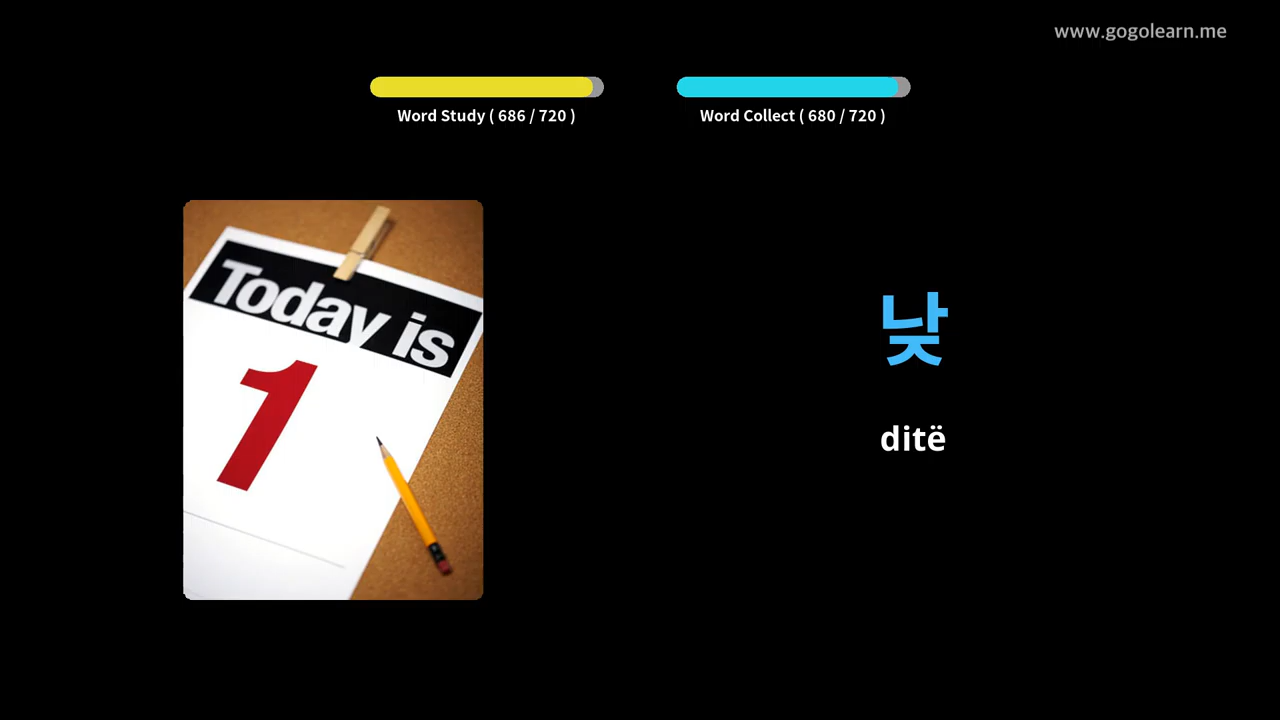 www.gogolearn.me
Word Study ( 686 / 720 )
Word Collect ( 680 / 720 )
Today is
1
낮
ditë